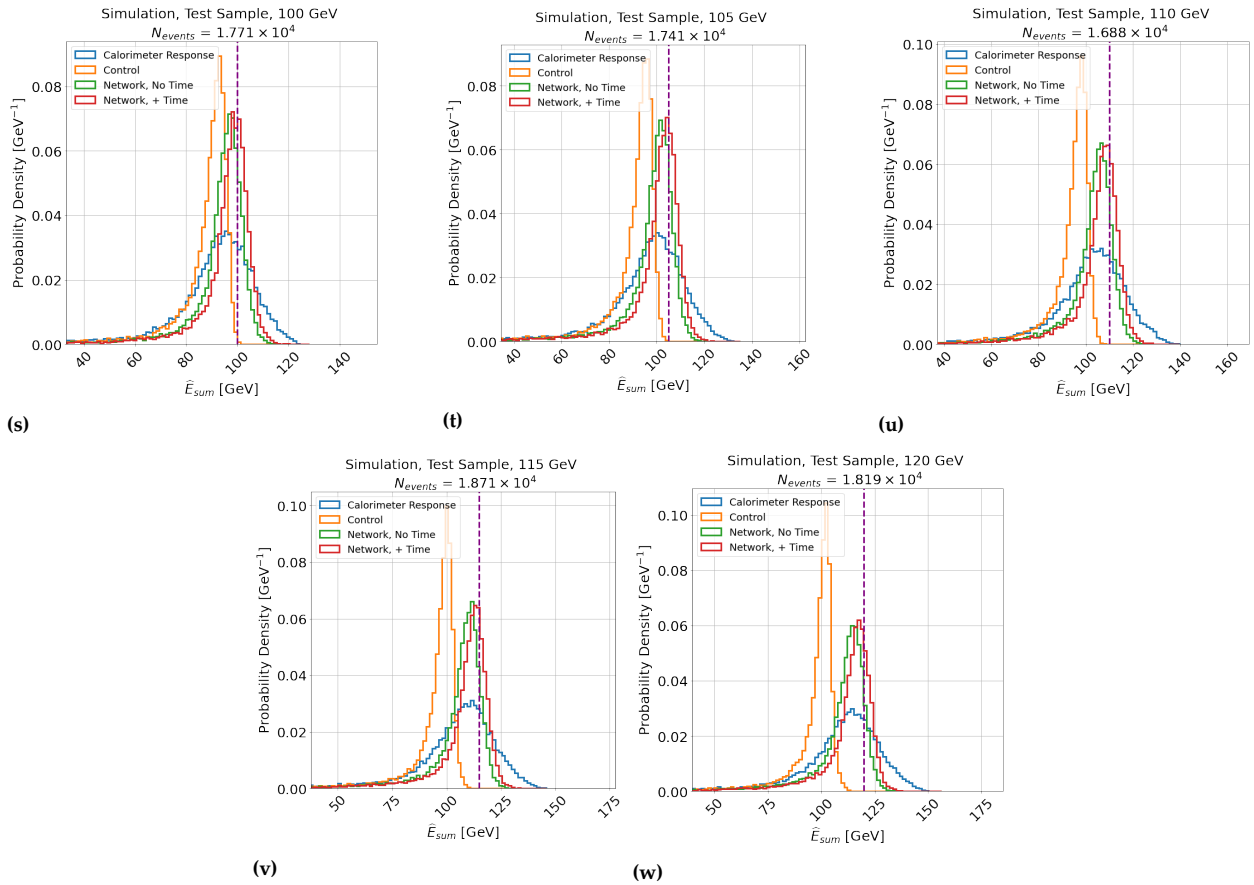 Simulation, Test Sample, 100 GeV
N_events = 1.771 × 10⁴
Calorimeter Response
Control
Network, No Time
Network, + Time
Probability Density [GeV⁻¹]
0.08
0.06
0.04
0.02
0.00
40
60
80
100
120
140
Ê_sum [GeV]
(s)
Simulation, Test Sample, 105 GeV
N_events = 1.741 × 10⁴
Calorimeter Response
Control
Network, No Time
Network, + Time
Probability Density [GeV⁻¹]
0.08
0.06
0.04
0.02
0.00
40
60
80
100
120
140
160
Ê_sum [GeV]
(t)
Simulation, Test Sample, 110 GeV
N_events = 1.688 × 10⁴
Calorimeter Response
Control
Network, No Time
Network, + Time
Probability Density [GeV⁻¹]
0.10
0.08
0.06
0.04
0.02
0.00
40
60
80
100
120
140
160
Ê_sum [GeV]
(u)
Simulation, Test Sample, 115 GeV
N_events = 1.871 × 10⁴
Calorimeter Response
Control
Network, No Time
Network, + Time
Probability Density [GeV⁻¹]
0.10
0.08
0.06
0.04
0.02
0.00
50
75
100
125
150
175
Ê_sum [GeV]
(v)
Simulation, Test Sample, 120 GeV
N_events = 1.819 × 10⁴
Calorimeter Response
Control
Network, No Time
Network, + Time
Probability Density [GeV⁻¹]
0.10
0.08
0.06
0.04
0.02
0.00
50
75
100
125
150
175
Ê_sum [GeV]
(w)